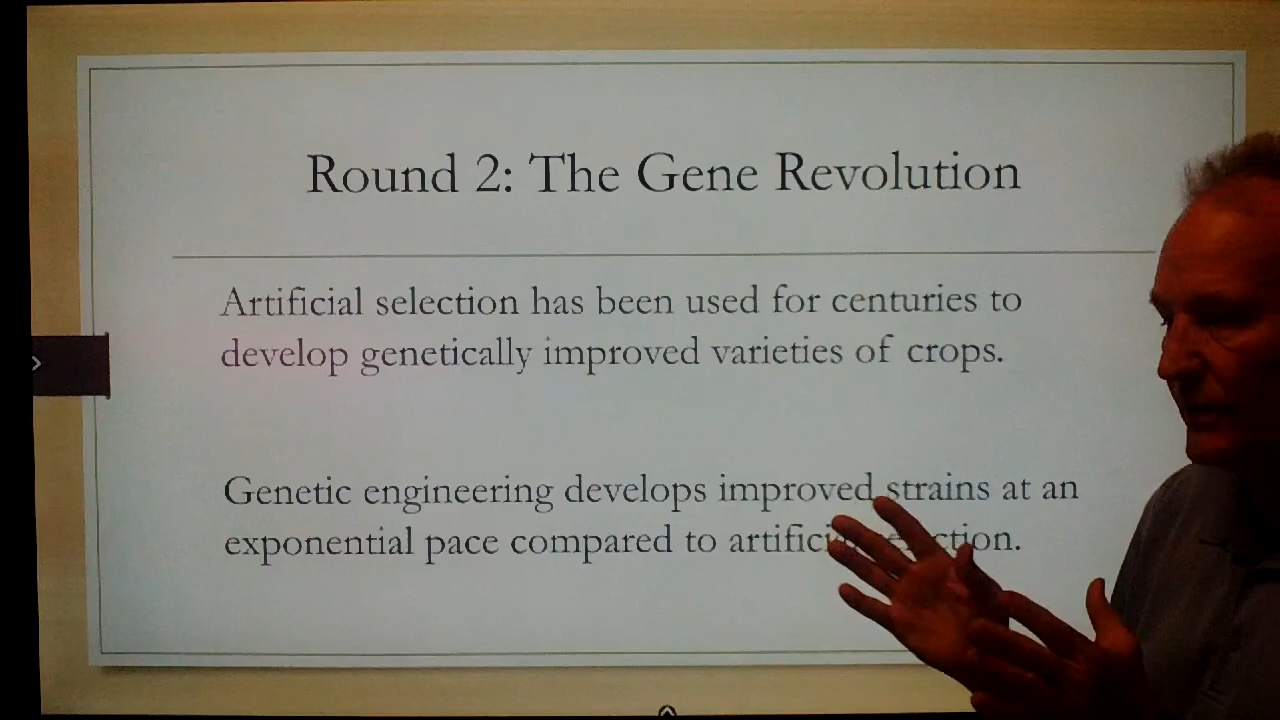 Round 2: The Gene Revolution
Artificial selection has been used for centuries to
develop genetically improved varieties of crops.
Genetic engineering develops improved strains at an
exponential pace compared to